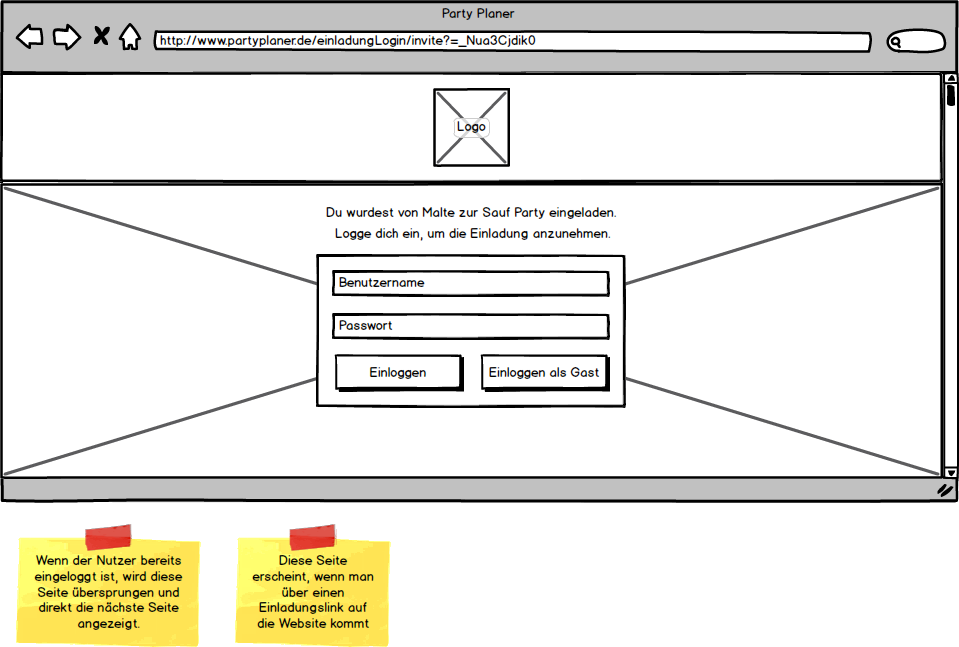 Party Planer
http://www.partyplaner.de/einladungLogin/invite?=_Nua3Cjdik0
Logo
Du wurdest von Malte zur Sauf Party eingeladen.
Logge dich ein, um die Einladung anzunehmen.
Benutzername
Passwort
Einloggen
Einloggen als Gast
Wenn der Nutzer bereits
eingeloggt ist, wird diese
Seite übersprungen und
direkt die nächste Seite
angezeigt.
Diese Seite
erscheint, wenn man
über einen
Einladungslink auf
die Website kommt